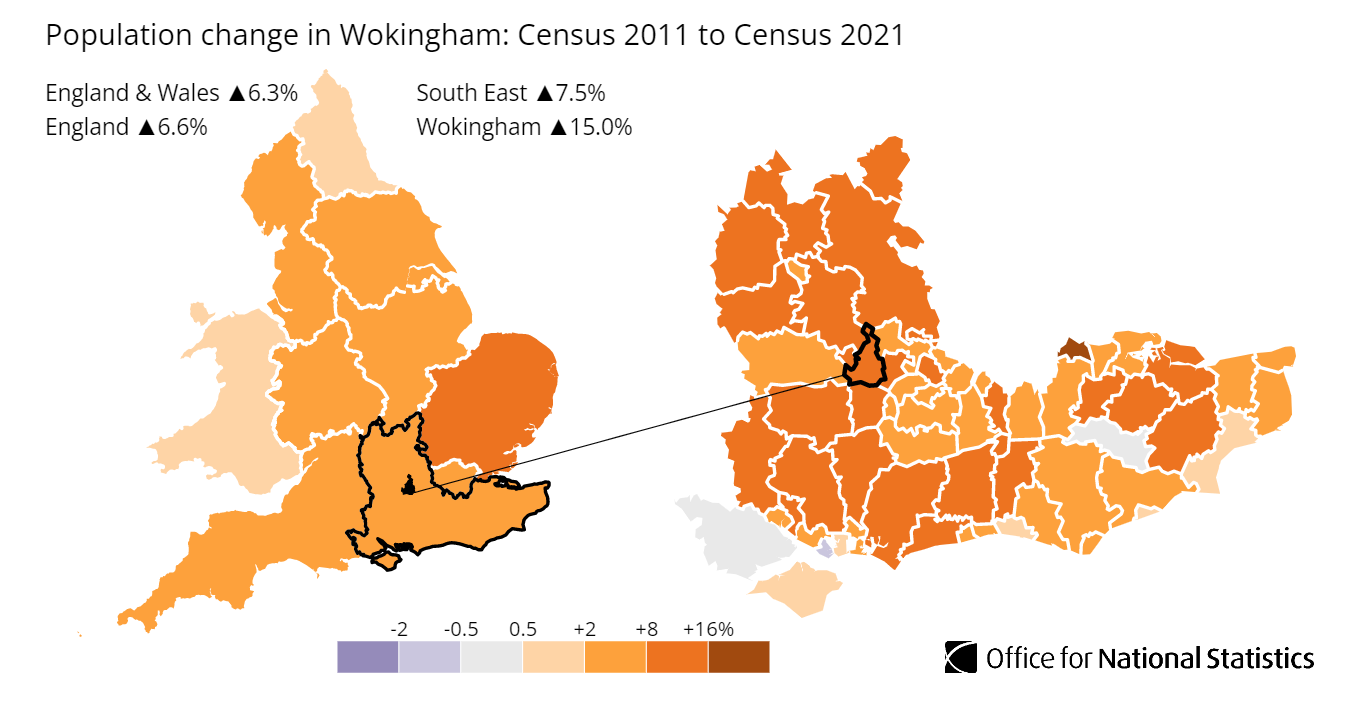 Population change in Wokingham: Census 2011 to Census 2021
England & Wales ▲6.3%
South East ▲7.5%
England ▲6.6%
Wokingham ▲15.0%
-2 -0.5 0.5 +2 +8 +16%
Office for National Statistics